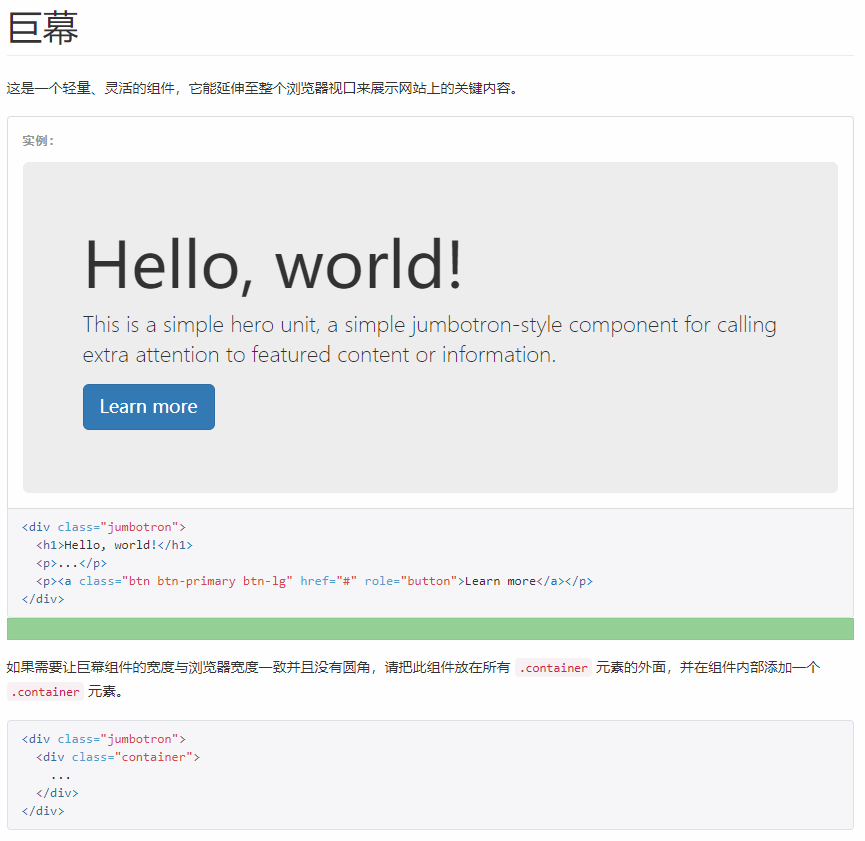 巨幕
这是一个轻量、灵活的组件，它能延伸至整个浏览器视口来展示网站上的关键内容。
实例：
Hello, world!
This is a simple hero unit, a simple jumbotron-style component for calling
extra attention to featured content or information.
Learn more
<div class="jumbotron">
  <h1>Hello, world!</h1>
  <p>...</p>
  <p><a class="btn btn-primary btn-lg" href="#" role="button">Learn more</a></p>
</div>
如果需要让巨幕组件的宽度与浏览器宽度一致并且没有圆角，请把此组件放在所有 .container 元素的外面，并在组件内部添加一个
.container 元素。
<div class="jumbotron">
  <div class="container">
    ...
  </div>
</div>